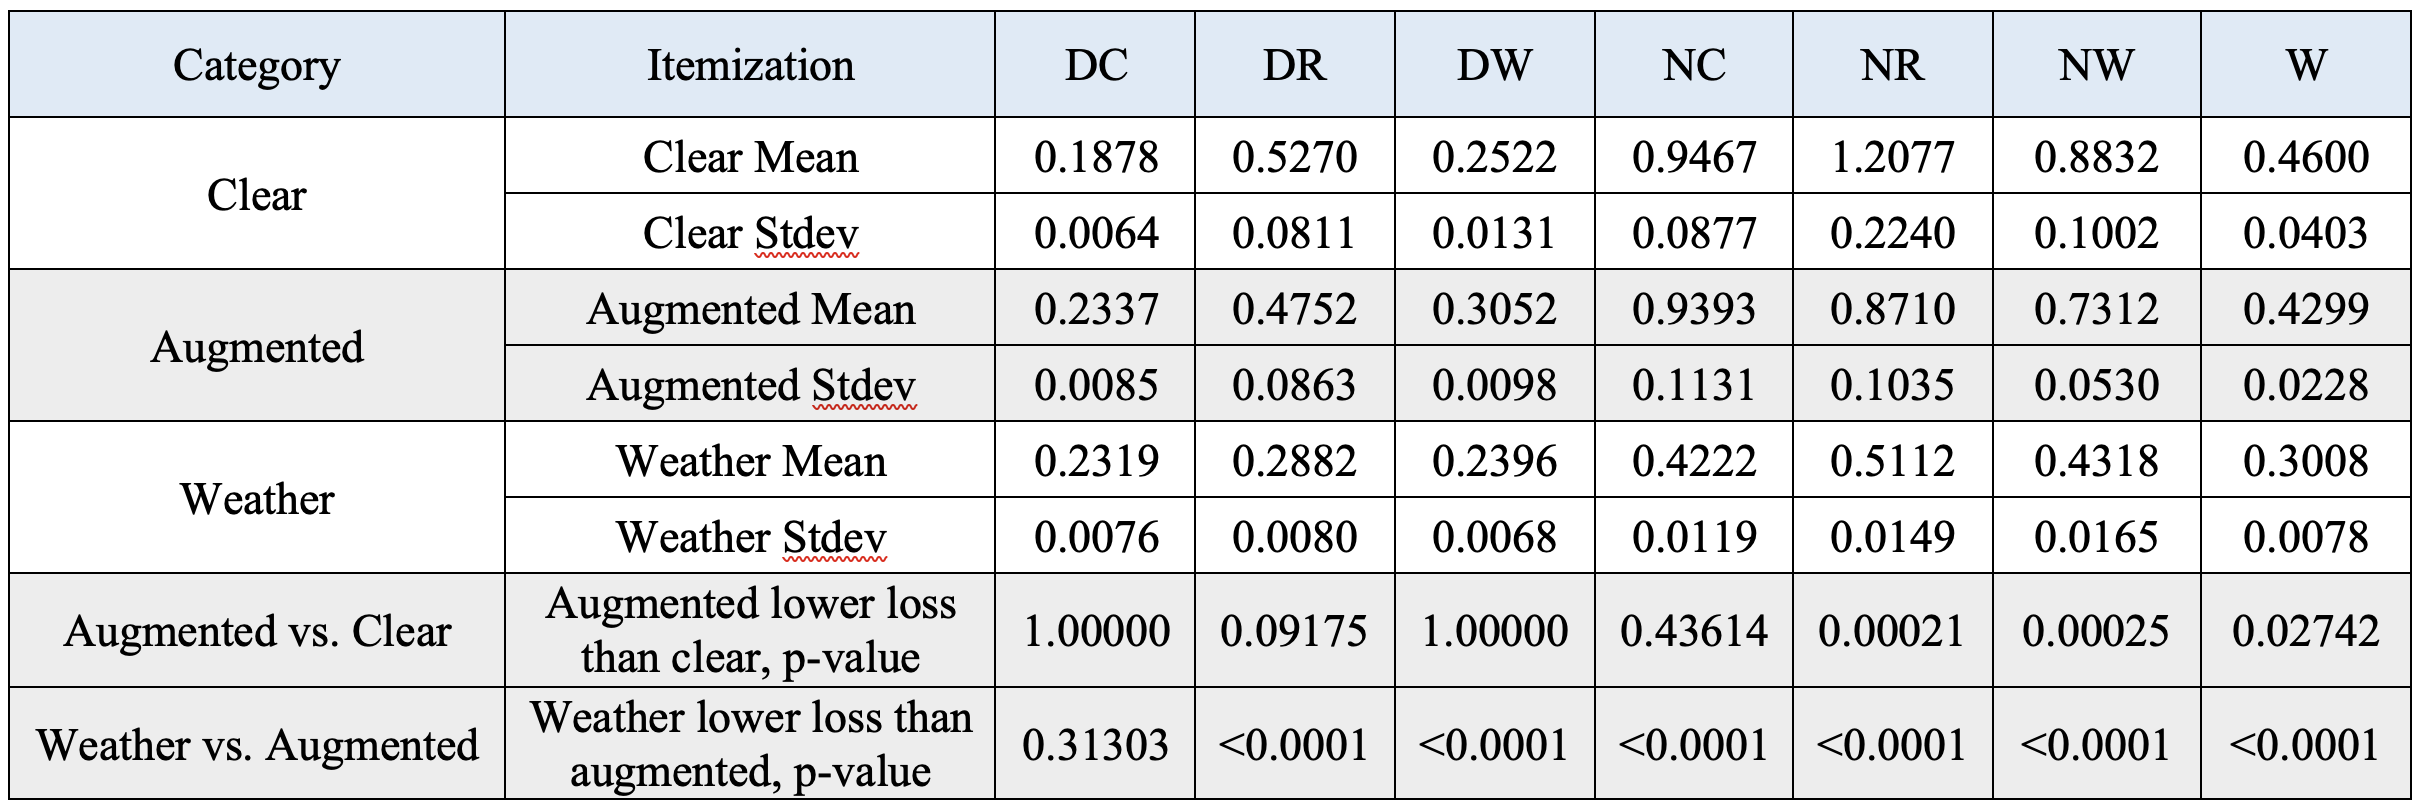 Category Itemization DC DR DW NC NR NW W
Clear Clear Mean 0.1878 0.5270 0.2522 0.9467 1.2077 0.8832 0.4600
Clear Stdev 0.0064 0.0811 0.0131 0.0877 0.2240 0.1002 0.0403
Augmented Augmented Mean 0.2337 0.4752 0.3052 0.9393 0.8710 0.7312 0.4299
Augmented Stdev 0.0085 0.0863 0.0098 0.1131 0.1035 0.0530 0.0228
Weather Weather Mean 0.2319 0.2882 0.2396 0.4222 0.5112 0.4318 0.3008
Weather Stdev 0.0076 0.0080 0.0068 0.0119 0.0149 0.0165 0.0078
Augmented vs. Clear Augmented lower loss
than clear, p-value 1.00000 0.09175 1.00000 0.43614 0.00021 0.00025 0.02742
Weather vs. Augmented Weather lower loss than
augmented, p-value 0.31303 <0.0001 <0.0001 <0.0001 <0.0001 <0.0001 <0.0001